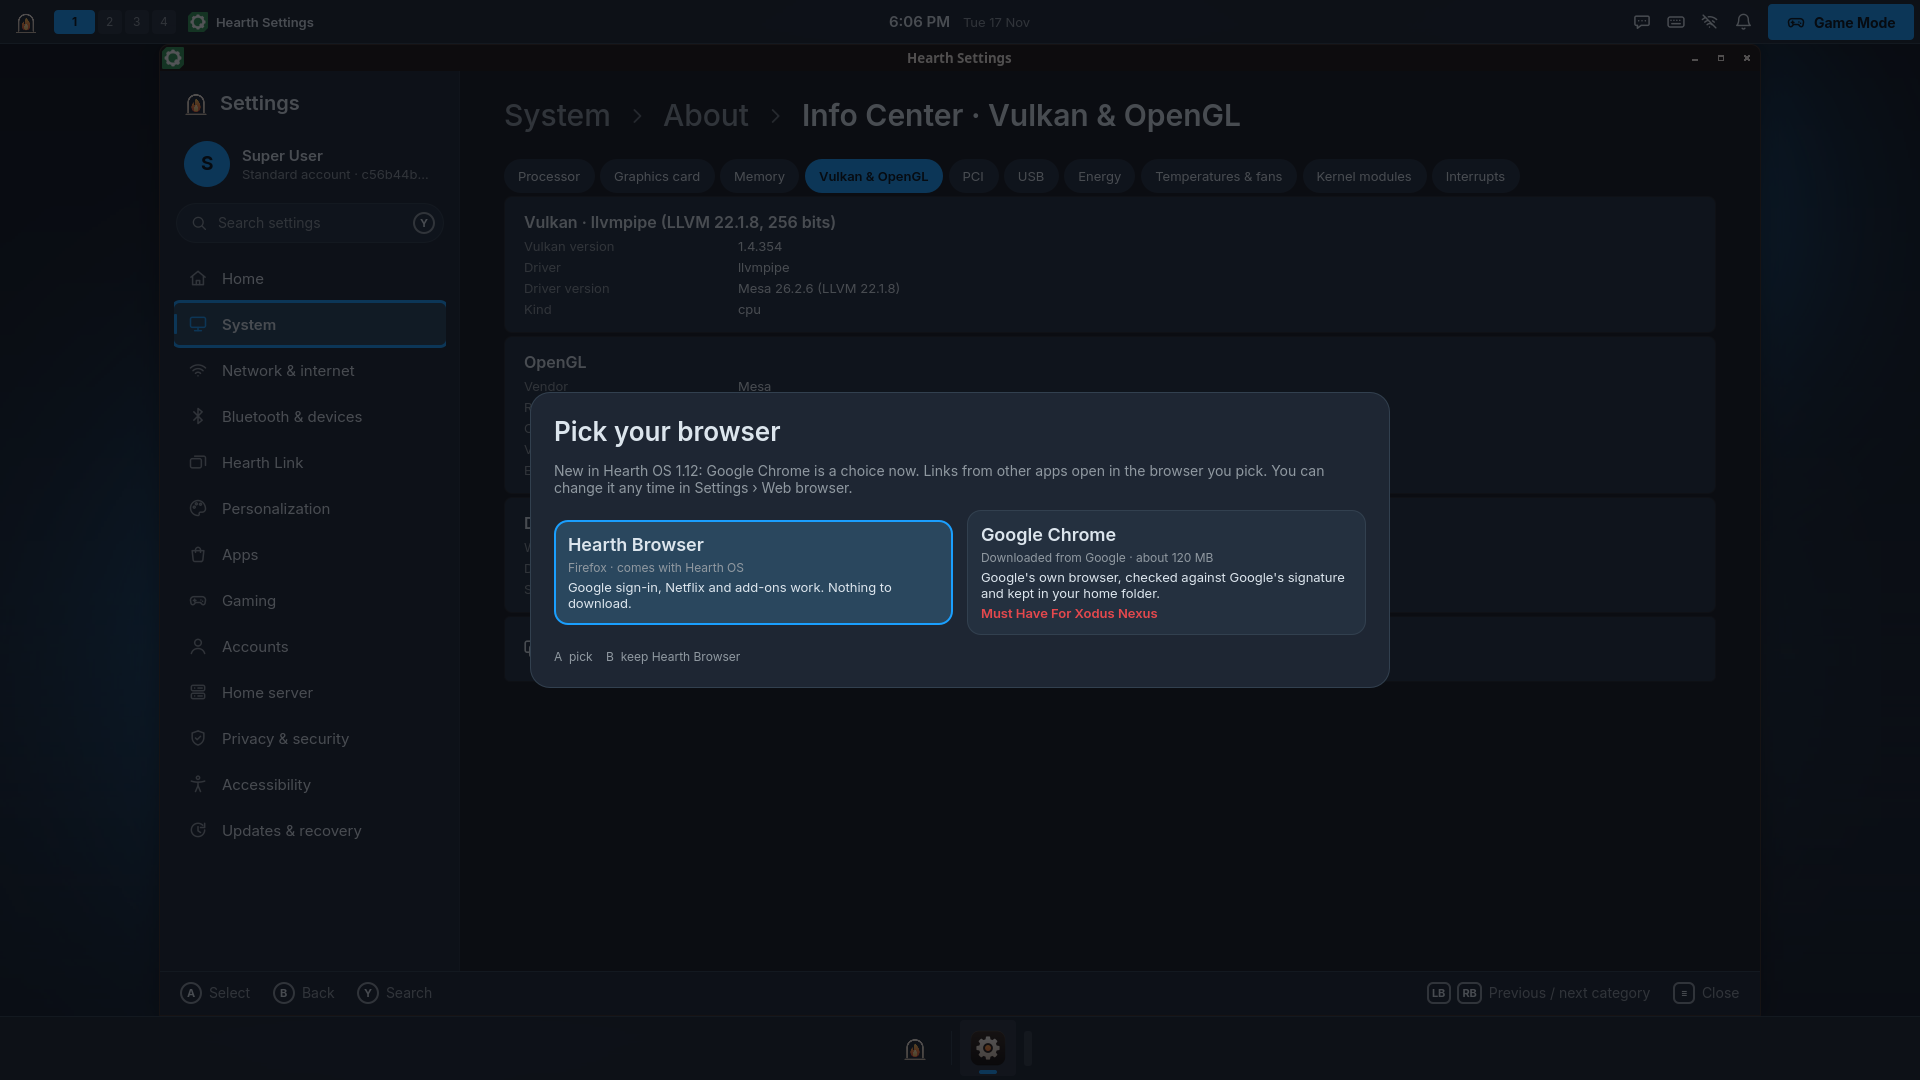 1
2
3
4
Hearth Settings
6:06 PM
Tue 17 Nov
Game Mode
Hearth Settings
Settings
S
Super User
Standard account · c56b44b...
Search settings
Y
Home
System
Network & internet
Bluetooth & devices
Hearth Link
Personalization
Apps
Gaming
Accounts
Home server
Privacy & security
Accessibility
Updates & recovery
System
About
Info Center · Vulkan & OpenGL
Processor
Graphics card
Memory
Vulkan & OpenGL
PCI
USB
Energy
Temperatures & fans
Kernel modules
Interrupts
Vulkan · llvmpipe (LLVM 22.1.8, 256 bits)
Vulkan version 1.4.354
Driver llvmpipe
Driver version Mesa 26.2.6 (LLVM 22.1.8)
Kind cpu
OpenGL
Vendor Mesa
Pick your browser
New in Hearth OS 1.12: Google Chrome is a choice now. Links from other apps open in the browser you pick. You can
change it any time in Settings › Web browser.
Hearth Browser
Firefox · comes with Hearth OS
Google sign-in, Netflix and add-ons work. Nothing to
download.
Google Chrome
Downloaded from Google · about 120 MB
Google's own browser, checked against Google's signature
and kept in your home folder.
Must Have For Xodus Nexus
A pick B keep Hearth Browser
A Select
B Back
Y Search
LB RB Previous / next category
Close